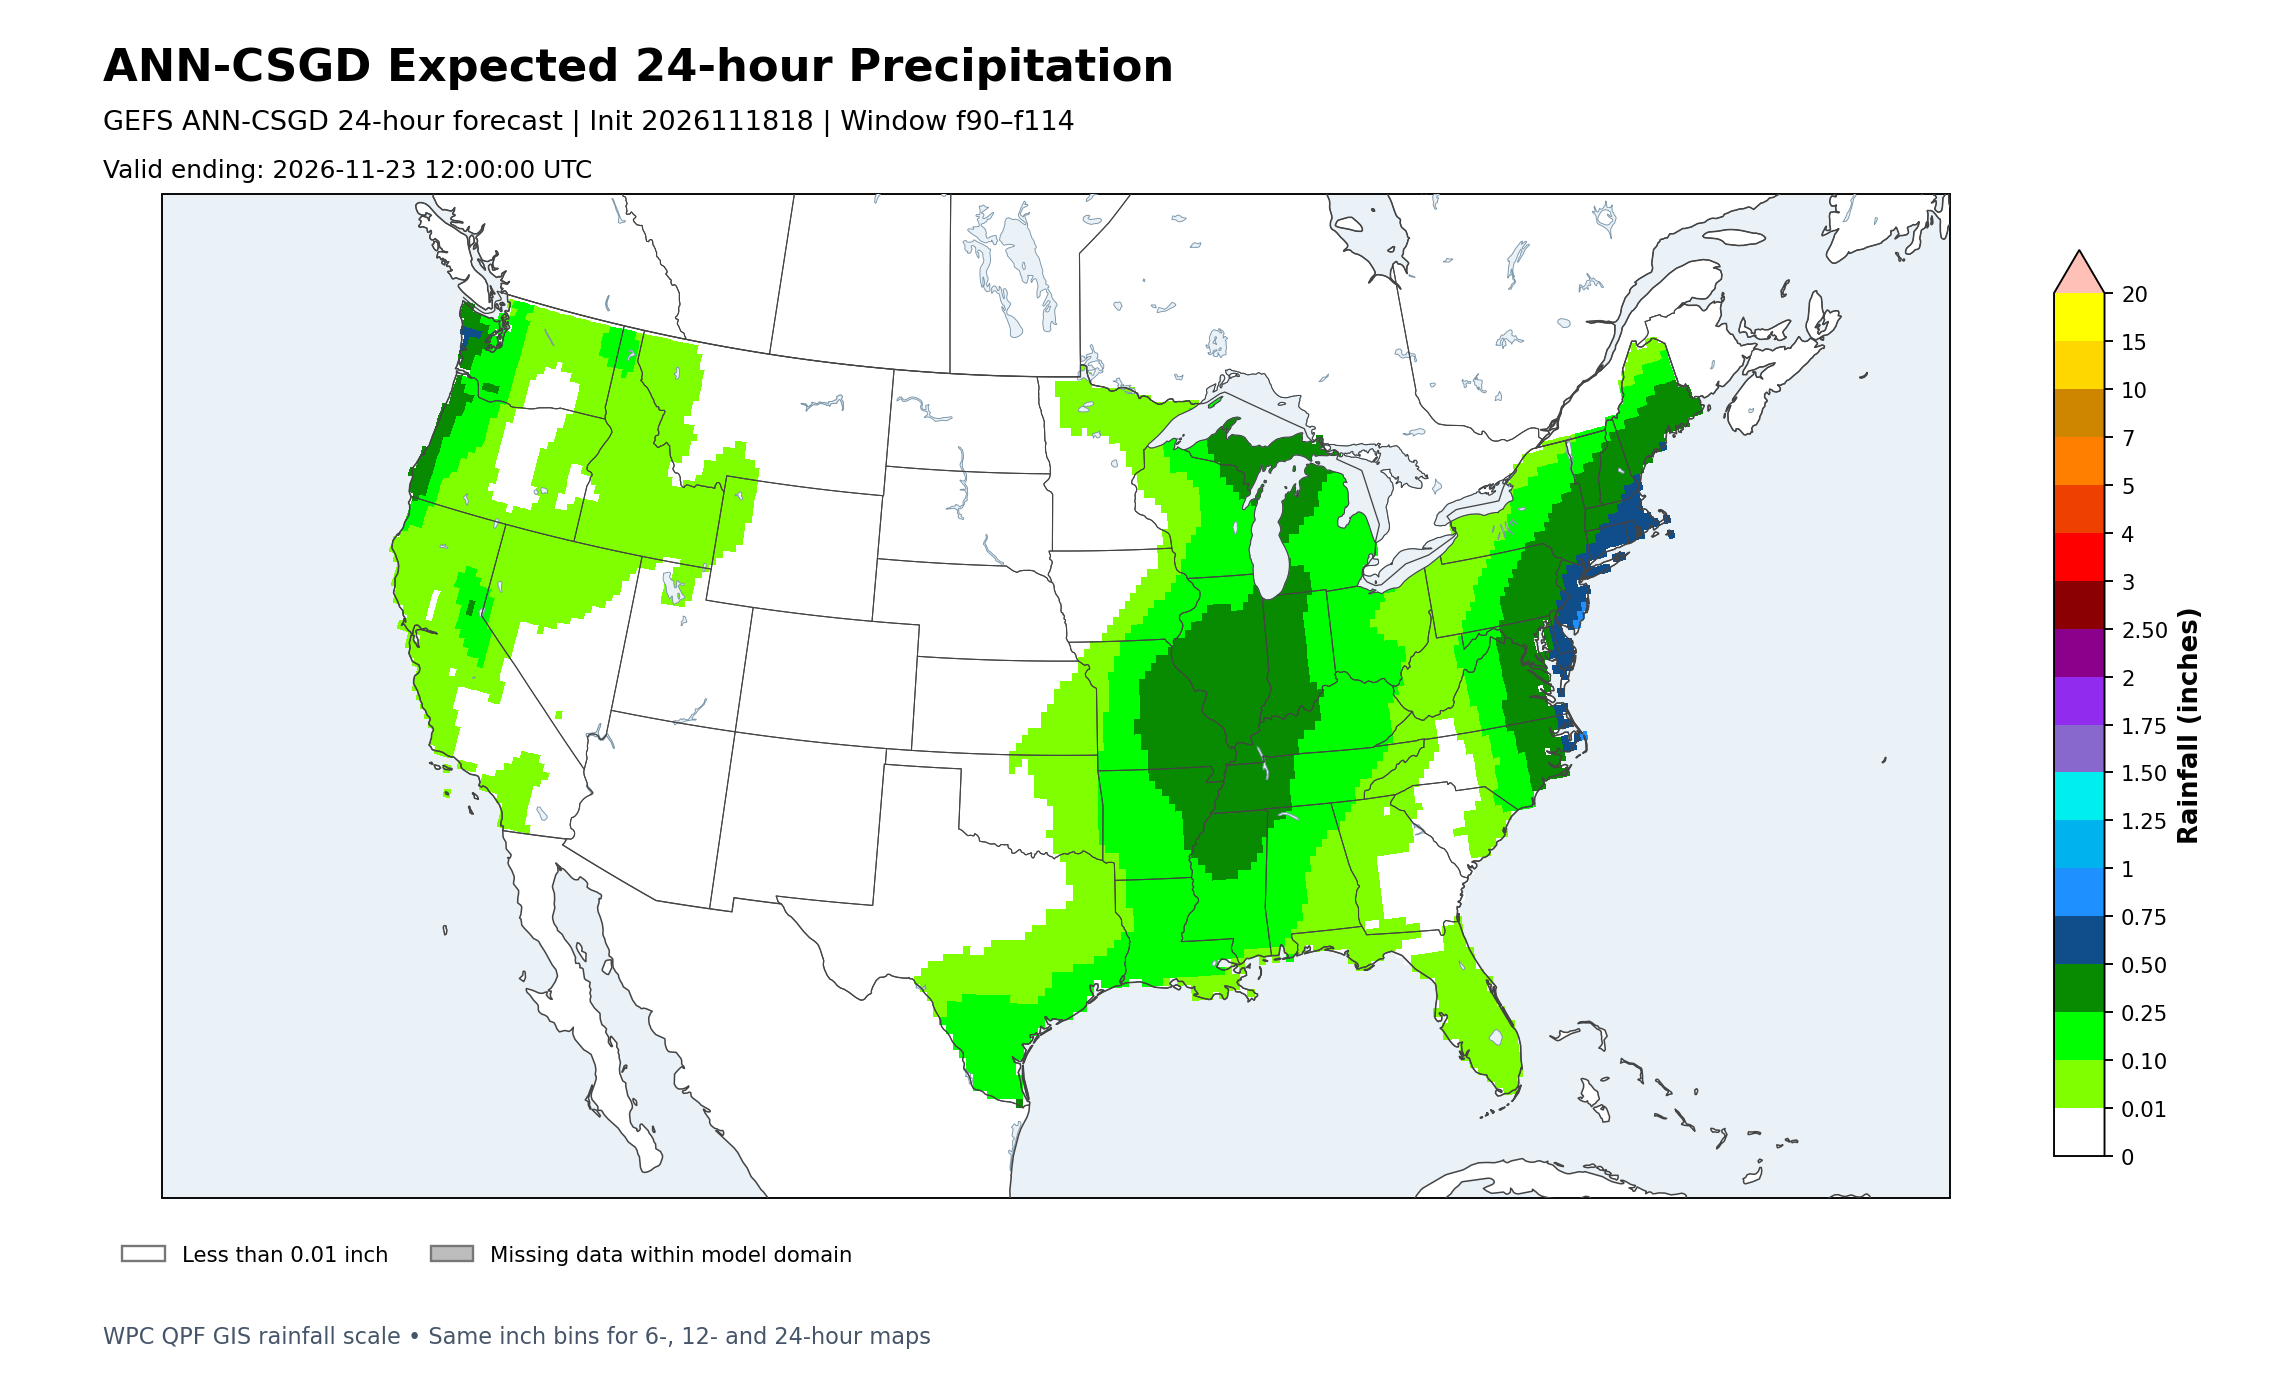 ANN-CSGD Expected 24-hour Precipitation
GEFS ANN-CSGD 24-hour forecast | Init 2026111818 | Window f90–f114
Valid ending: 2026-11-23 12:00:00 UTC
20
15
10
7
5
4
3
2.50
2
1.75
1.50
1.25
1
0.75
0.50
0.25
0.10
0.01
0
Rainfall (inches)
Less than 0.01 inch
Missing data within model domain
WPC QPF GIS rainfall scale • Same inch bins for 6-, 12- and 24-hour maps